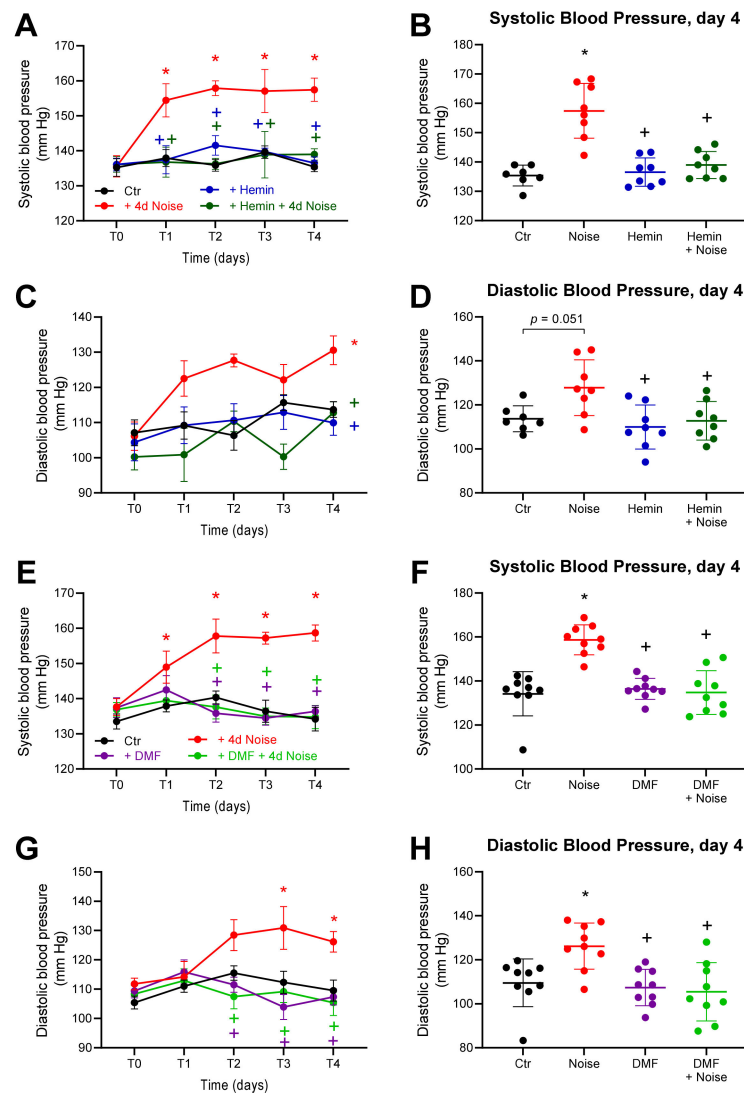 A
Systolic blood pressure
(mm Hg)
170
160
150
140
130
120
* * * *
+ + + + + + + +
Ctr
+ Hemin
+ 4d Noise
+ Hemin + 4d Noise
T0 T1 T2 T3 T4
Time (days)
B
Systolic Blood Pressure, day 4
Systolic blood pressure
(mm Hg)
180
170
160
150
140
130
120
*
+ +
Ctr Noise Hemin Hemin
+ Noise
C
Diastolic blood pressure
(mm Hg)
140
130
120
110
100
90
*
+
+
T0 T1 T2 T3 T4
Time (days)
D
Diastolic Blood Pressure, day 4
Diastolic blood pressure
(mm Hg)
160
140
120
100
80
p = 0.051
+ +
Ctr Noise Hemin Hemin
+ Noise
E
Systolic blood pressure
(mm Hg)
170
160
150
140
130
120
* * * *
+ + +
+ + +
Ctr
+ 4d Noise
+ DMF
+ DMF + 4d Noise
T0 T1 T2 T3 T4
Time (days)
F
Systolic Blood Pressure, day 4
Systolic blood pressure
(mm Hg)
180
160
140
120
100
*
+ +
Ctr Noise DMF DMF
+ Noise
G
Diastolic blood pressure
(mm Hg)
150
140
130
120
110
100
90
* *
+ + +
+ + +
T0 T1 T2 T3 T4
Time (days)
H
Diastolic Blood Pressure, day 4
Diastolic blood pressure
(mm Hg)
160
140
120
100
80
*
+ +
Ctr Noise DMF DMF
+ Noise